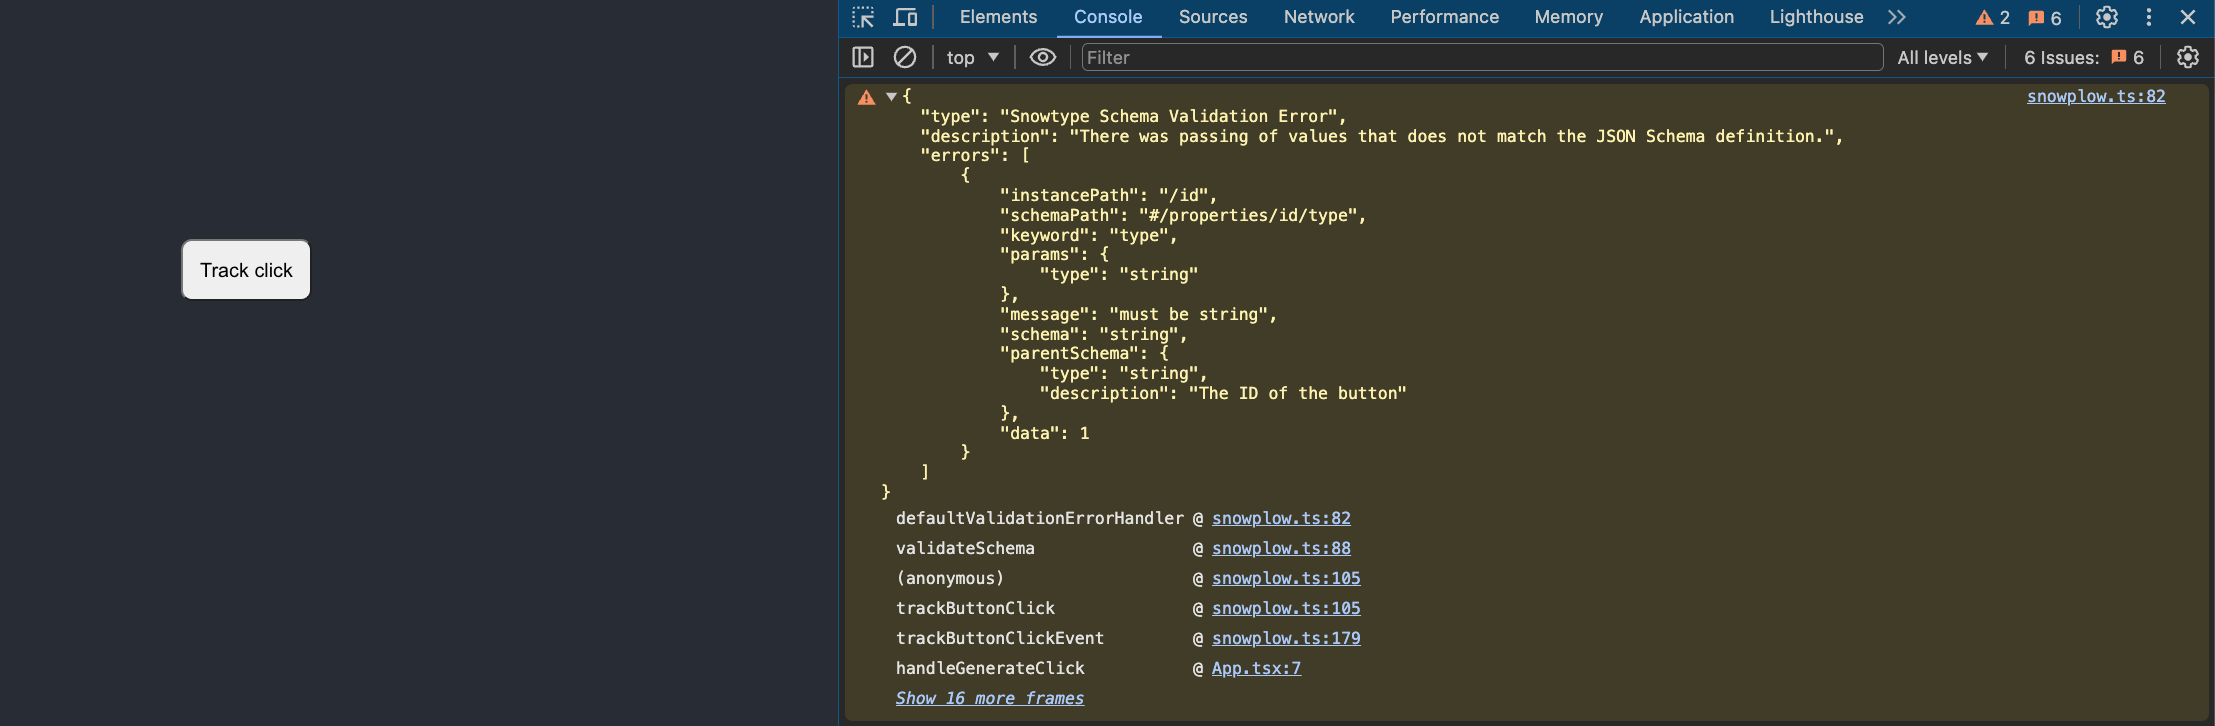 Track click
Elements Console Sources Network Performance Memory Application Lighthouse 2 6
top Filter All levels 6 Issues: 6
{ snowplow.ts:82
"type": "Snowtype Schema Validation Error",
"description": "There was passing of values that does not match the JSON Schema definition.",
"errors": [
{
"instancePath": "/id",
"schemaPath": "#/properties/id/type",
"keyword": "type",
"params": {
"type": "string"
},
"message": "must be string",
"schema": "string",
"parentSchema": {
"type": "string",
"description": "The ID of the button"
},
"data": 1
}
]
}
defaultValidationErrorHandler @ snowplow.ts:82
validateSchema @ snowplow.ts:88
(anonymous) @ snowplow.ts:105
trackButtonClick @ snowplow.ts:105
trackButtonClickEvent @ snowplow.ts:179
handleGenerateClick @ App.tsx:7
Show 16 more frames